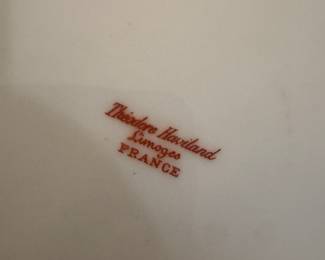 Théodore Haviland
Limoges
FRANCE